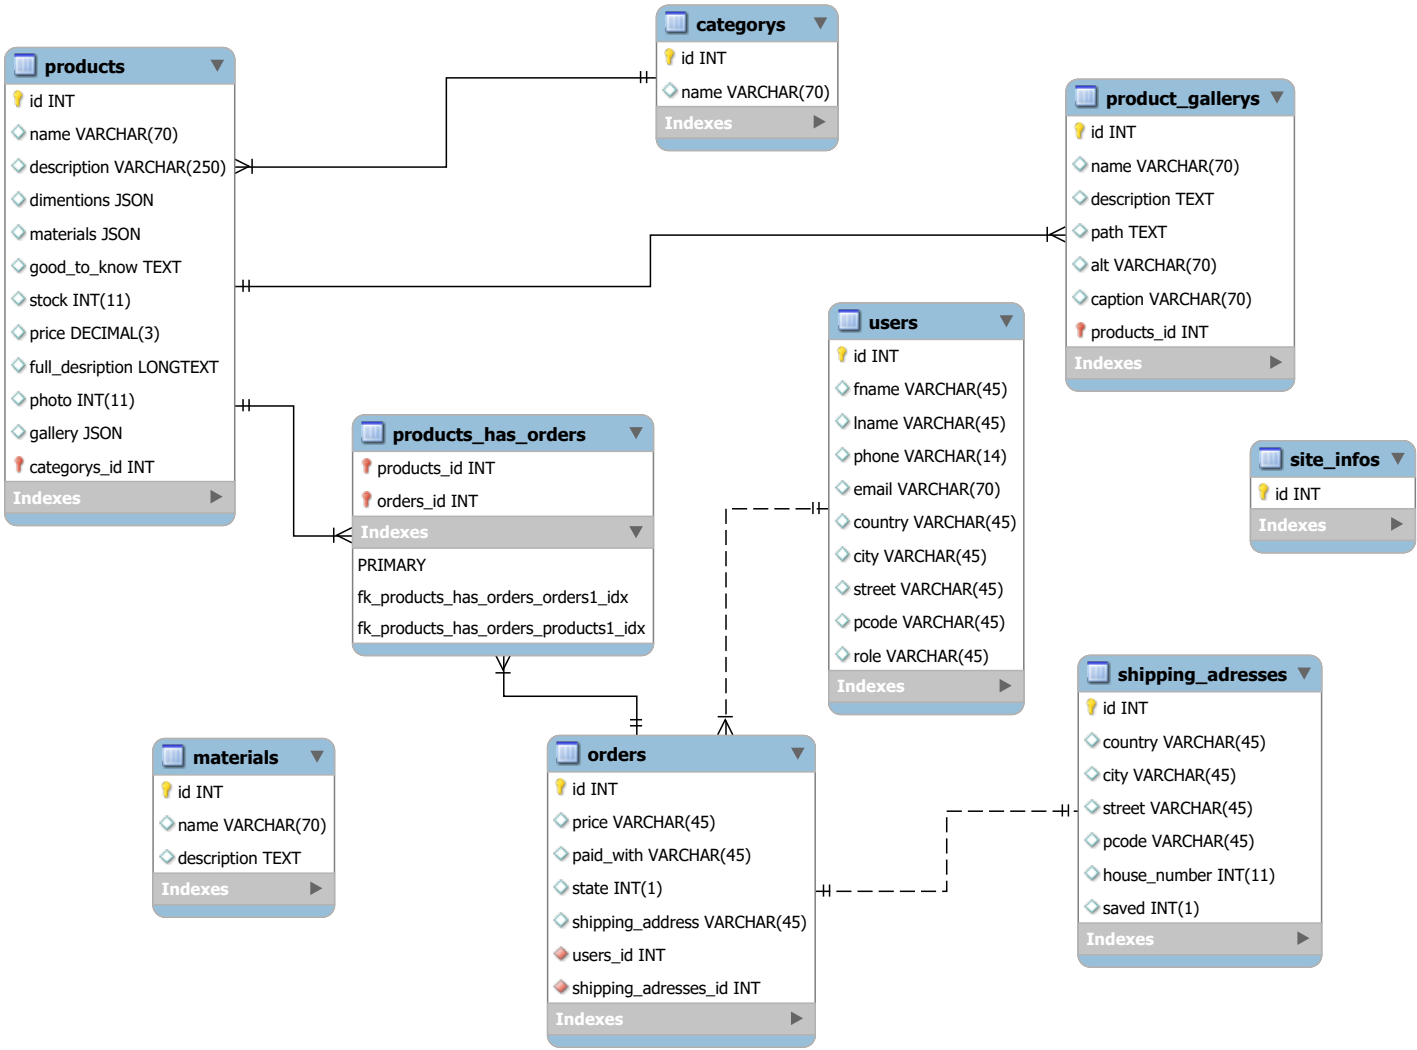 categorys
id INT
name VARCHAR(70)
Indexes
products
id INT
name VARCHAR(70)
description VARCHAR(250)
dimentions JSON
materials JSON
good_to_know TEXT
stock INT(11)
price DECIMAL(3)
full_desription LONGTEXT
photo INT(11)
gallery JSON
categorys_id INT
Indexes
product_gallerys
id INT
name VARCHAR(70)
description TEXT
path TEXT
alt VARCHAR(70)
caption VARCHAR(70)
products_id INT
Indexes
users
id INT
fname VARCHAR(45)
lname VARCHAR(45)
phone VARCHAR(14)
email VARCHAR(70)
country VARCHAR(45)
city VARCHAR(45)
street VARCHAR(45)
pcode VARCHAR(45)
role VARCHAR(45)
Indexes
products_has_orders
products_id INT
orders_id INT
Indexes
PRIMARY
fk_products_has_orders_orders1_idx
fk_products_has_orders_products1_idx
site_infos
id INT
Indexes
shipping_adresses
id INT
country VARCHAR(45)
city VARCHAR(45)
street VARCHAR(45)
pcode VARCHAR(45)
house_number INT(11)
saved INT(1)
Indexes
materials
id INT
name VARCHAR(70)
description TEXT
Indexes
orders
id INT
price VARCHAR(45)
paid_with VARCHAR(45)
state INT(1)
shipping_address VARCHAR(45)
users_id INT
shipping_adresses_id INT
Indexes